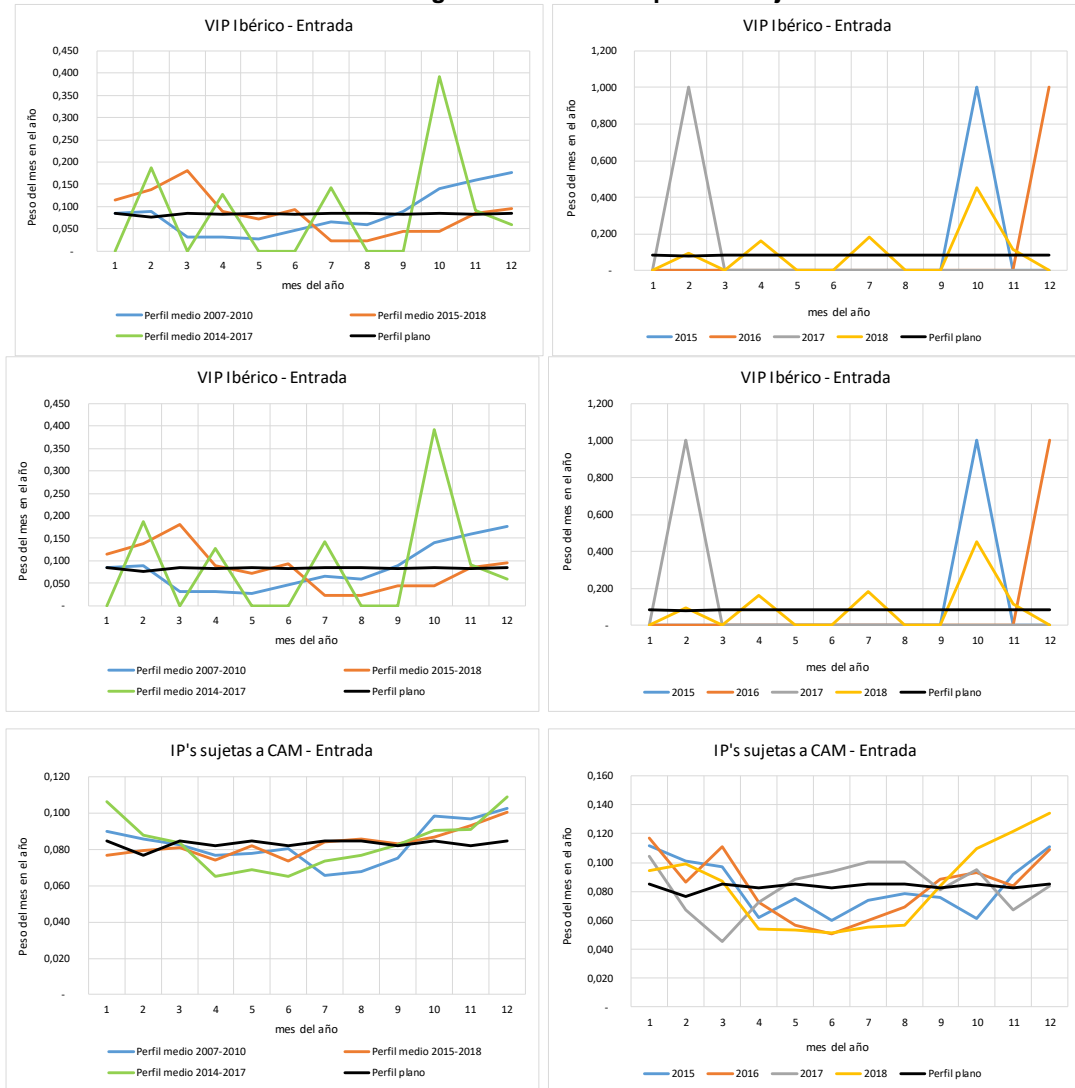 VIP Ibérico - Entrada
Peso del mes en el año
0,450
0,400
0,350
0,300
0,250
0,200
0,150
0,100
0,050
-
1 2 3 4 5 6 7 8 9 10 11 12
mes del año
Perfil medio 2007-2010 Perfil medio 2015-2018
Perfil medio 2014-2017 Perfil plano
VIP Ibérico - Entrada
Peso del mes en el año
1,200
1,000
0,800
0,600
0,400
0,200
-
1 2 3 4 5 6 7 8 9 10 11 12
mes del año
2015 2016 2017 2018 Perfil plano
VIP Ibérico - Entrada
Peso del mes en el año
0,450
0,400
0,350
0,300
0,250
0,200
0,150
0,100
0,050
-
1 2 3 4 5 6 7 8 9 10 11 12
mes del año
Perfil medio 2007-2010 Perfil medio 2015-2018
Perfil medio 2014-2017 Perfil plano
VIP Ibérico - Entrada
Peso del mes en el año
1,200
1,000
0,800
0,600
0,400
0,200
-
1 2 3 4 5 6 7 8 9 10 11 12
mes del año
2015 2016 2017 2018 Perfil plano
IP's sujetas a CAM - Entrada
Peso del mes en el año
0,120
0,100
0,080
0,060
0,040
0,020
-
1 2 3 4 5 6 7 8 9 10 11 12
mes del año
Perfil medio 2007-2010 Perfil medio 2015-2018
Perfil medio 2014-2017 Perfil plano
IP's sujetas a CAM - Entrada
Peso del mes en el año
0,160
0,140
0,120
0,100
0,080
0,060
0,040
0,020
-
1 2 3 4 5 6 7 8 9 10 11 12
mes del año
2015 2016 2017 2018 Perfil plano